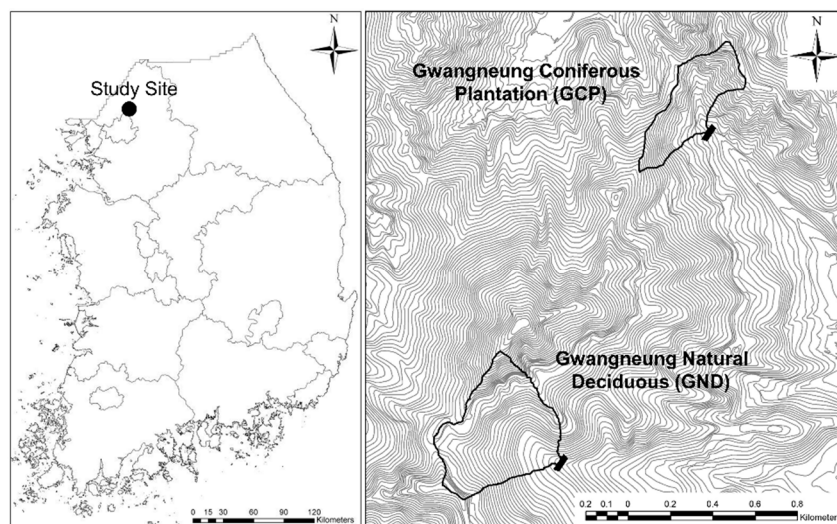 N
Study Site
0 15 30 60 90 120
Kilometers
N
Gwangneung Coniferous
Plantation (GCP)
Gwangneung Natural
Deciduous (GND)
0.2 0.1 0 0.2 0.4 0.6 0.8
Kilometers